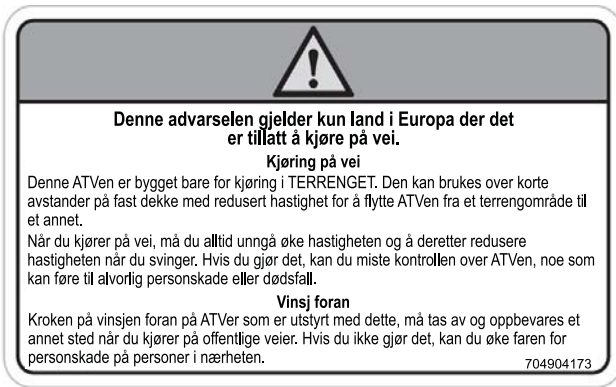 Denne advarselen gjelder kun land i Europa der det
er tillatt å kjøre på vei.
Kjøring på vei
Denne ATVen er bygget bare for kjøring i TERRENGET. Den kan brukes over korte
avstander på fast dekke med redusert hastighet for å flytte ATVen fra et terrengområde til
et annet.
Når du kjører på vei, må du alltid unngå øke hastigheten og å deretter redusere
hastigheten når du svinger. Hvis du gjør det, kan du miste kontrollen over ATVen, noe som
kan føre til alvorlig personskade eller dødsfall.
Vinsj foran
Kroken på vinsjen foran på ATVer som er utstyrt med dette, må tas av og oppbevares et
annet sted når du kjører på offentlige veier. Hvis du ikke gjør det, kan du øke faren for
personskade på personer i nærheten.
704904173